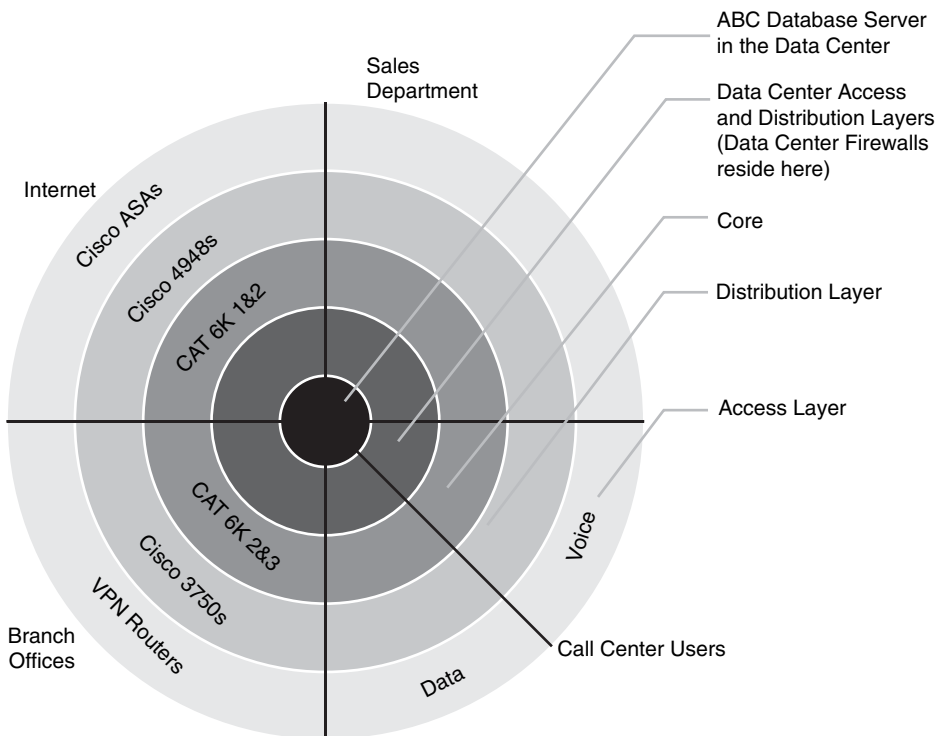 ABC Database Server
in the Data Center
Sales
Department
Data Center Access
and Distribution Layers
(Data Center Firewalls
reside here)
Internet
Cisco ASAs
Cisco 4948s
CAT 6K 1&2
Core
Distribution Layer
Access Layer
CAT 6K 2&3
Cisco 3750s
VPN Routers
Voice
Data
Branch
Offices
Call Center Users